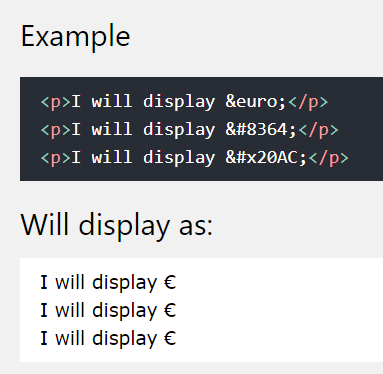 Example
<p>I will display &euro;</p>
<p>I will display &#8364;</p>
<p>I will display &#x20AC;</p>
Will display as:
I will display €
I will display €
I will display €